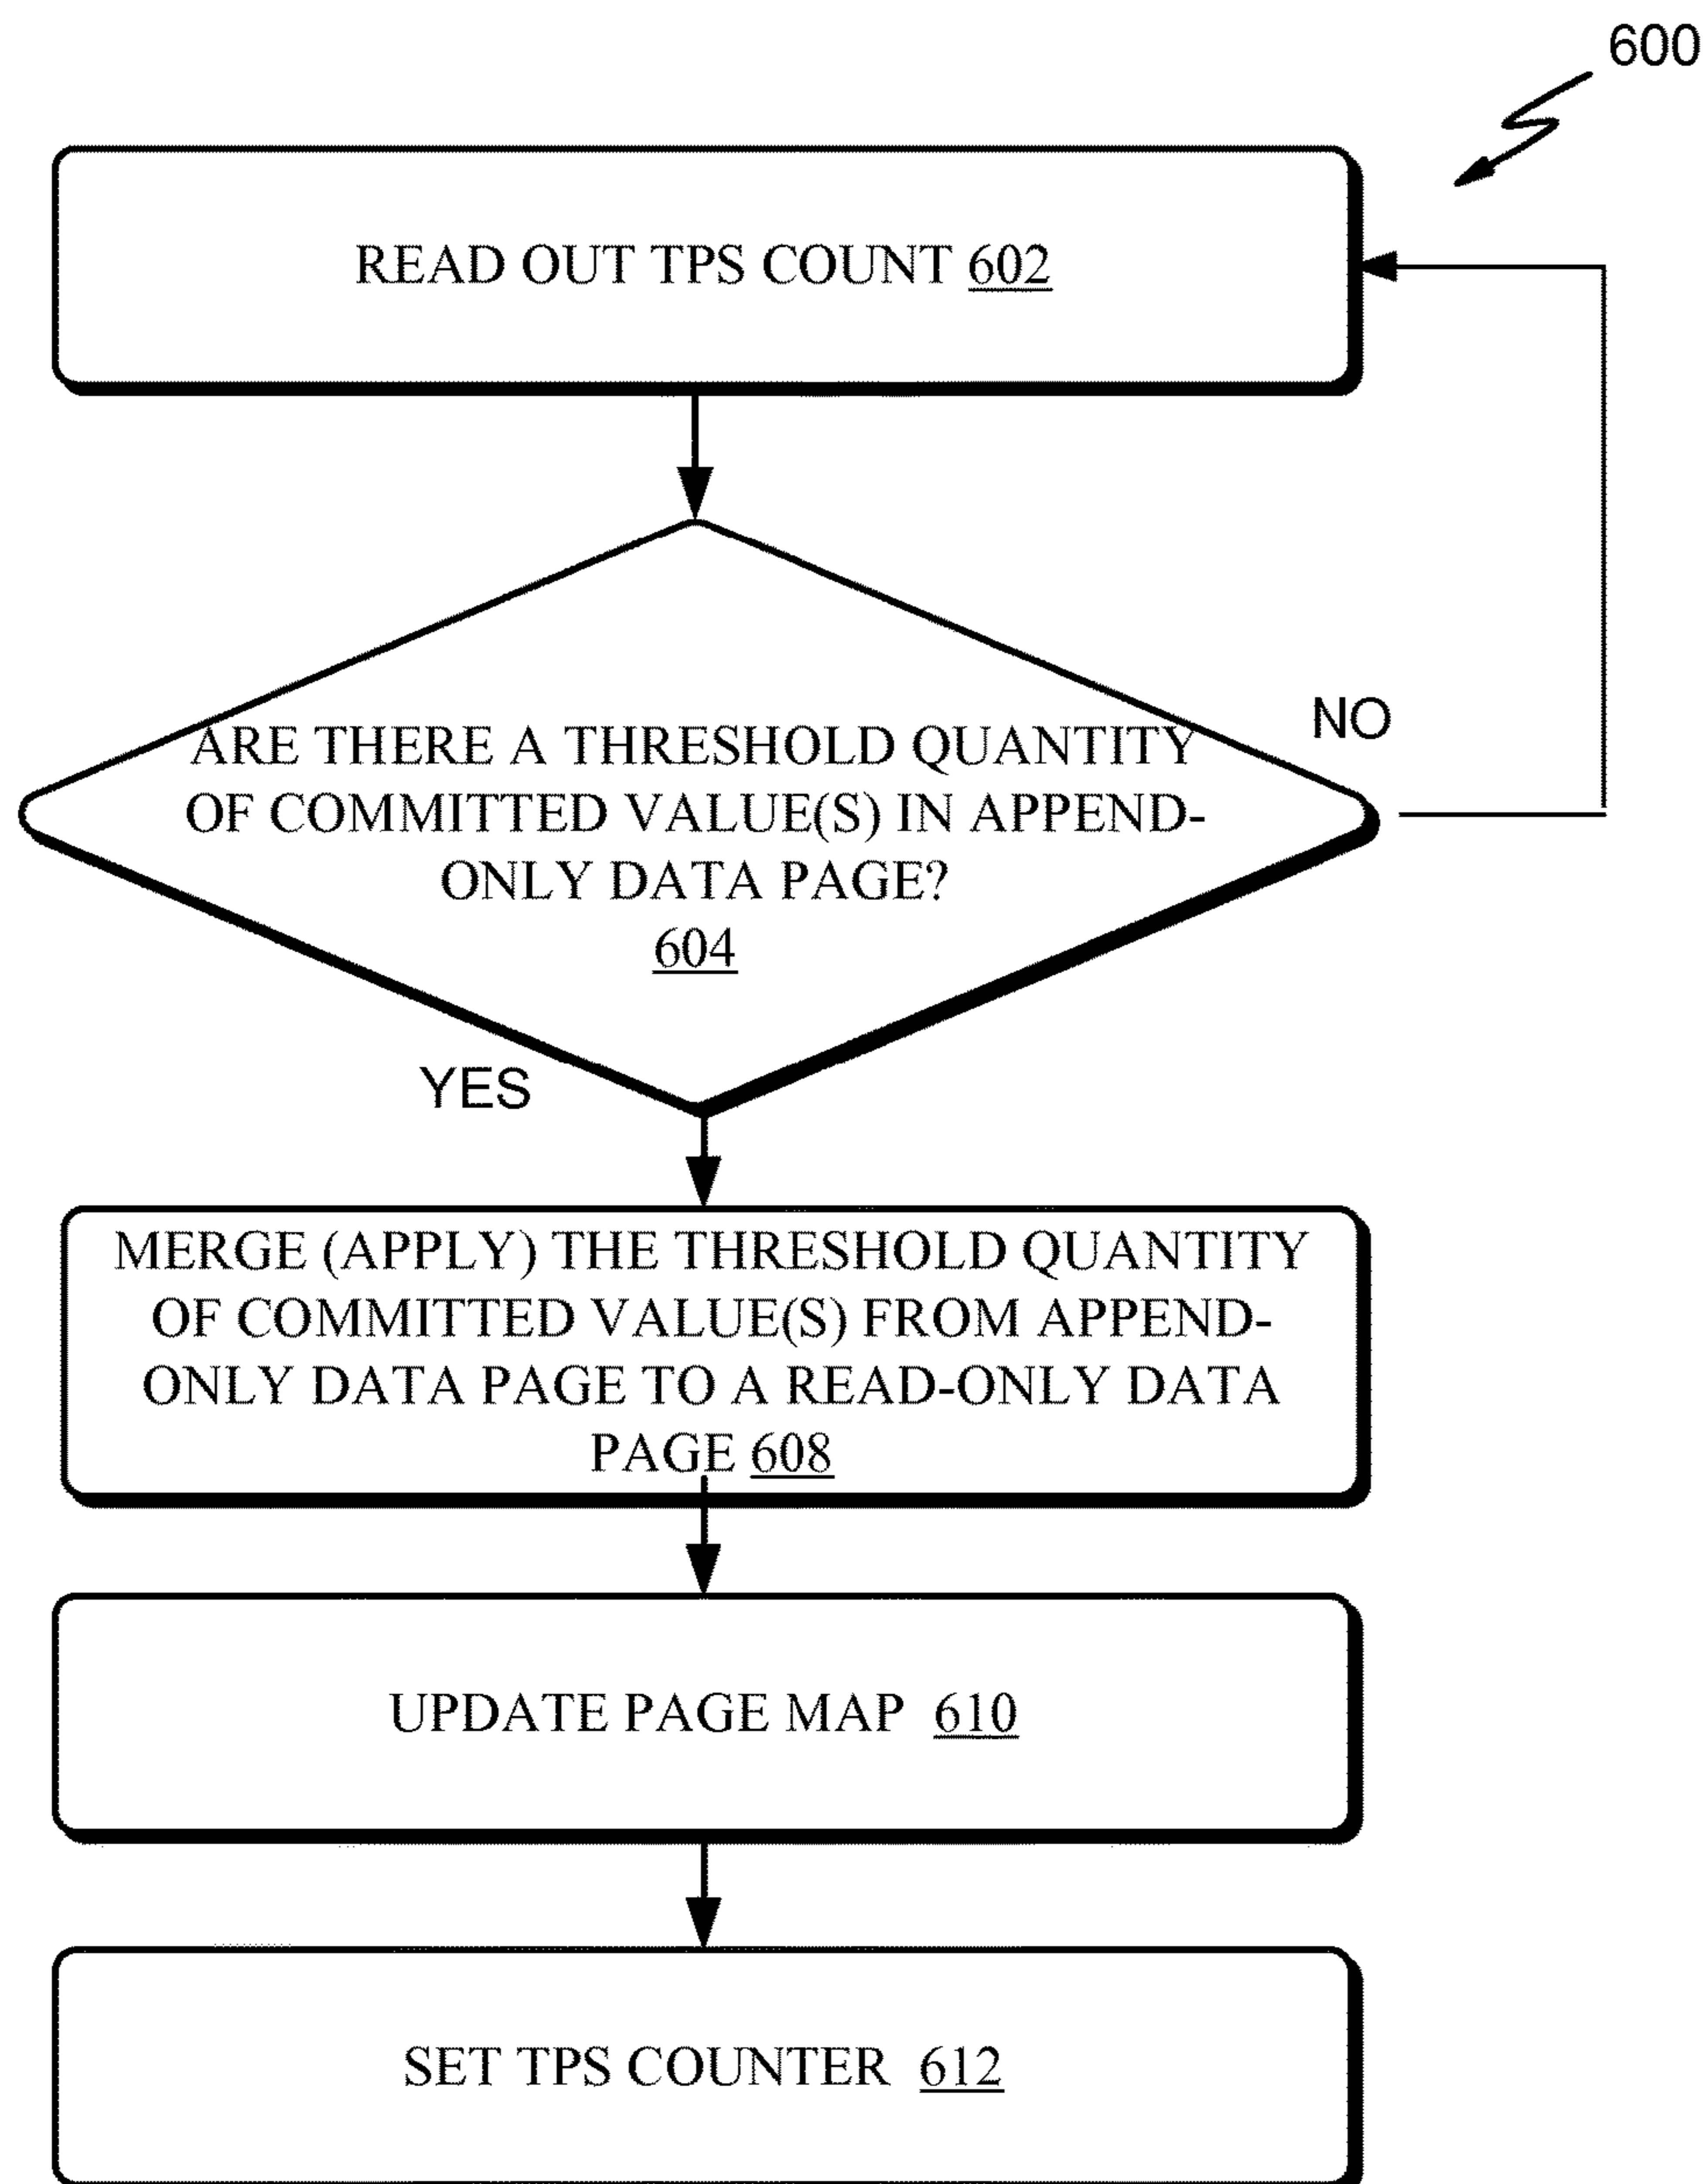 600
READ OUT TPS COUNT 602
ARE THERE A THRESHOLD QUANTITY
OF COMMITTED VALUE(S) IN APPEND-
ONLY DATA PAGE?
604
NO
YES
MERGE (APPLY) THE THRESHOLD QUANTITY
OF COMMITTED VALUE(S) FROM APPEND-
ONLY DATA PAGE TO A READ-ONLY DATA
PAGE 608
UPDATE PAGE MAP 610
SET TPS COUNTER 612